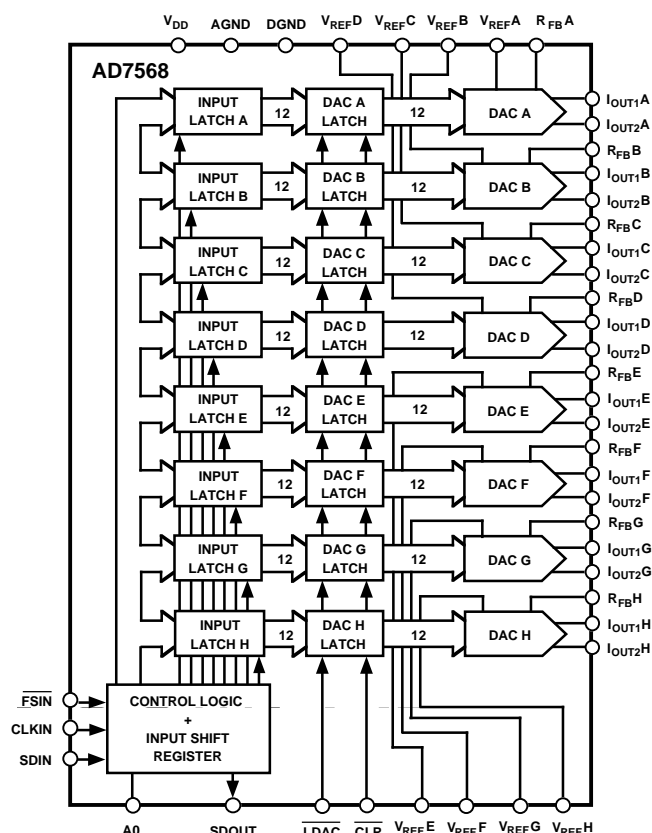 VDD AGND DGND VREFD VREFC VREFB VREFA RFBA
AD7568
INPUT LATCH A 12 DAC A LATCH 12 DAC A IOUT1A
IOUT2A
RFBB
INPUT LATCH B 12 DAC B LATCH 12 DAC B IOUT1B
IOUT2B
RFBC
INPUT LATCH C 12 DAC C LATCH 12 DAC C IOUT1C
IOUT2C
RFBD
INPUT LATCH D 12 DAC D LATCH 12 DAC D IOUT1D
IOUT2D
RFBE
INPUT LATCH E 12 DAC E LATCH 12 DAC E IOUT1E
IOUT2E
RFBF
INPUT LATCH F 12 DAC F LATCH 12 DAC F IOUT1F
IOUT2F
RFBG
INPUT LATCH G 12 DAC G LATCH 12 DAC G IOUT1G
IOUT2G
RFBH
INPUT LATCH H 12 DAC H LATCH 12 DAC H IOUT1H
IOUT2H
FSIN
CLKIN
SDIN
CONTROL LOGIC
+
INPUT SHIFT
REGISTER
A0 SDOUT LDAC CLR VREFE VREFF VREFG VREFH